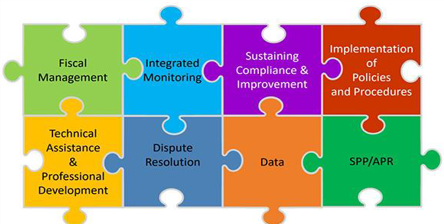 Fiscal
Management
Integrated
Monitoring
Sustaining
Compliance &
Improvement
Implementation
of
Policies
and Procedures
Technical
Assistance
&
Professional
Development
Dispute
Resolution
Data
SPP/APR